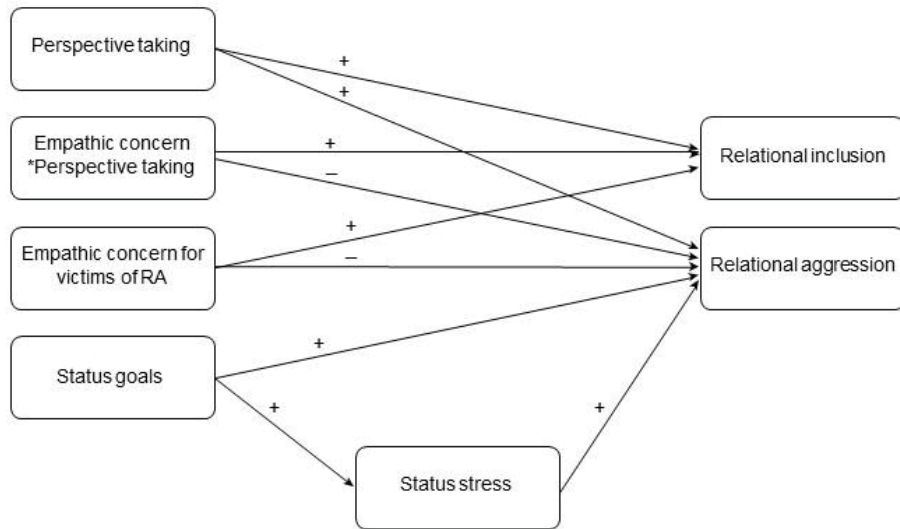 Perspective taking
+
+
Empathic concern
*Perspective taking
+
–
Relational inclusion
Empathic concern for
victims of RA
+
–
Relational aggression
Status goals
+
+
+
Status stress